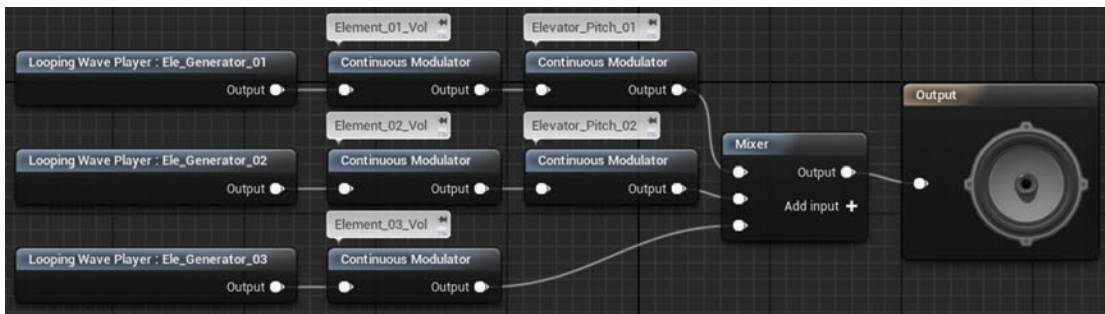 Element_01_Vol
Elevator_Pitch_01
Looping Wave Player : Ele_Generator_01
Continuous Modulator
Continuous Modulator
Output
Output
Output
Output
Element_02_Vol
Elevator_Pitch_02
Mixer
Looping Wave Player : Ele_Generator_02
Continuous Modulator
Continuous Modulator
Output
Output
Output
Output
Add input
Element_03_Vol
Looping Wave Player : Ele_Generator_03
Continuous Modulator
Output
Output